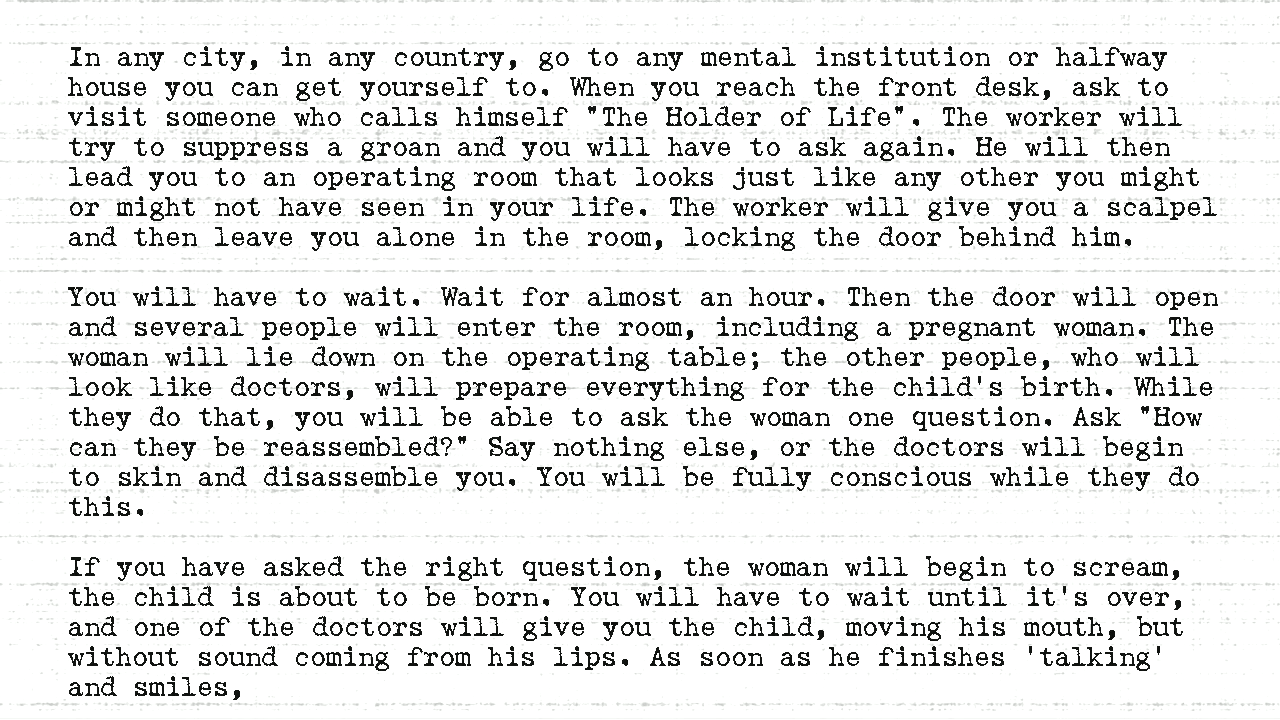 In any city, in any country, go to any mental institution or halfway
house you can get yourself to. When you reach the front desk, ask to
visit someone who calls himself "The Holder of Life". The worker will
try to suppress a groan and you will have to ask again. He will then
lead you to an operating room that looks just like any other you might
or might not have seen in your life. The worker will give you a scalpel
and then leave you alone in the room, locking the door behind him.

You will have to wait. Wait for almost an hour. Then the door will open
and several people will enter the room, including a pregnant woman. The
woman will lie down on the operating table; the other people, who will
look like doctors, will prepare everything for the child's birth. While
they do that, you will be able to ask the woman one question. Ask "How
can they be reassembled?" Say nothing else, or the doctors will begin
to skin and disassemble you. You will be fully conscious while they do
this.

If you have asked the right question, the woman will begin to scream,
the child is about to be born. You will have to wait until it's over,
and one of the doctors will give you the child, moving his mouth, but
without sound coming from his lips. As soon as he finishes 'talking'
and smiles,